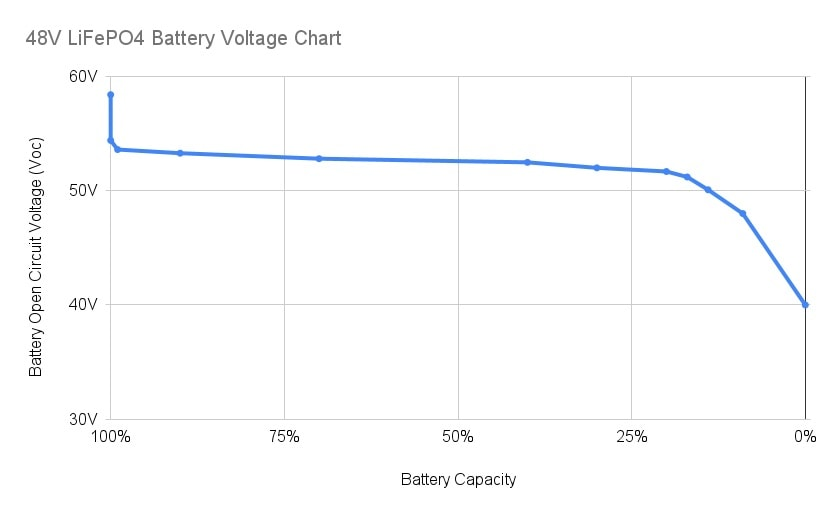 48V LiFePO4 Battery Voltage Chart
60V
50V
40V
30V
Battery Open Circuit Voltage (Voc)
100% 75% 50% 25% 0%
Battery Capacity